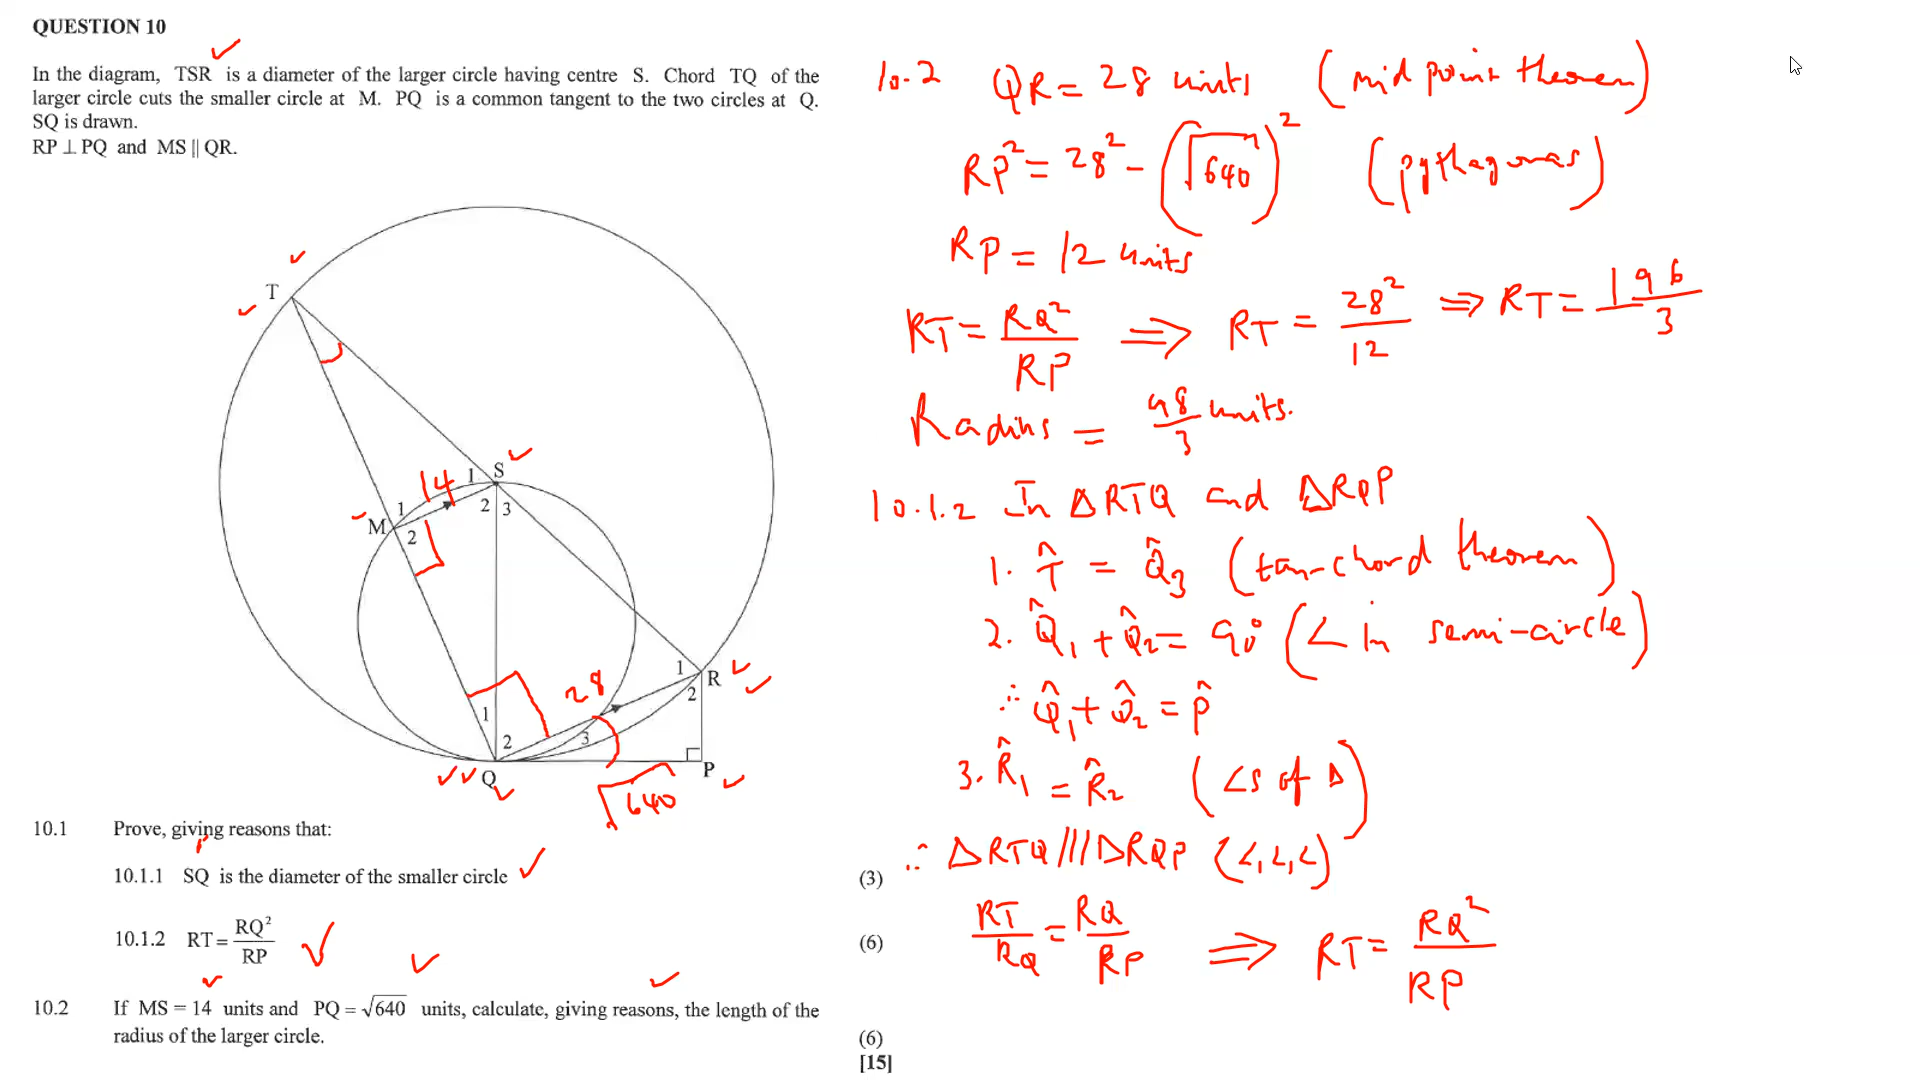 QUESTION 10
In the diagram, TSR is a diameter of the larger circle having centre S. Chord TQ of the
larger circle cuts the smaller circle at M. PQ is a common tangent to the two circles at Q.
SQ is drawn.
RP ⊥ PQ and MS || QR.
T
S
1
14
1
2 3
M
2
1
R
2
28
1
2
3
Q
P
√640
10.1 Prove, giving reasons that:
10.1.1 SQ is the diameter of the smaller circle (3)
10.1.2 RT = RQ²/RP (6)
10.2 If MS = 14 units and PQ = √640 units, calculate, giving reasons, the length of the
radius of the larger circle. (6)
[15]
10.2 QR = 28 units (midpoint theorem)
RP² = 28² - (√640)² (pythagoras)
RP = 12 units
RT = RQ²/RP ⇒ RT = 28²/12 ⇒ RT = 196/3
Radius = 98/3 units.
10.1.2 In ΔRTQ and ΔRQP
1. T̂ = Q̂₃ (tan-chord theorem)
2. Q̂₁ + Q̂₂ = 90° (∠ in semi-circle)
∴ Q̂₁ + Q̂₂ = P̂
3. R̂₁ = R̂₂ (∠s of Δ)
∴ ΔRTQ /// ΔRQP (∠, ∠, ∠)
RT/RQ = RQ/RP ⇒ RT = RQ²/RP